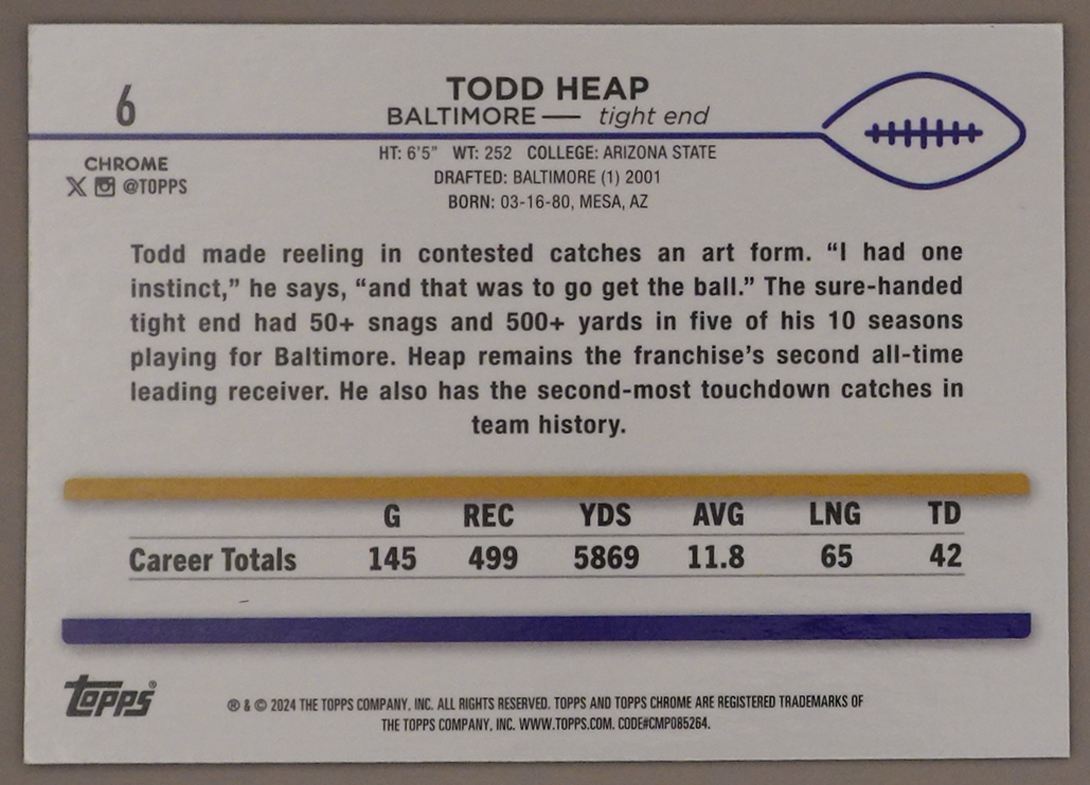 6
TODD HEAP
BALTIMORE— tight end
CHROME
X @TOPPS
HT: 6'5" WT: 252 COLLEGE: ARIZONA STATE
DRAFTED: BALTIMORE (1) 2001
BORN: 03-16-80, MESA, AZ
Todd made reeling in contested catches an art form. “I had one
instinct,” he says, “and that was to go get the ball.” The sure-handed
tight end had 50+ snags and 500+ yards in five of his 10 seasons
playing for Baltimore. Heap remains the franchise’s second all-time
leading receiver. He also has the second-most touchdown catches in
team history.
G REC YDS AVG LNG TD
Career Totals 145 499 5869 11.8 65 42
topps®
® & © 2024 THE TOPPS COMPANY, INC. ALL RIGHTS RESERVED. TOPPS AND TOPPS CHROME ARE REGISTERED TRADEMARKS OF
THE TOPPS COMPANY, INC. WWW.TOPPS.COM. CODE#CMP085264.